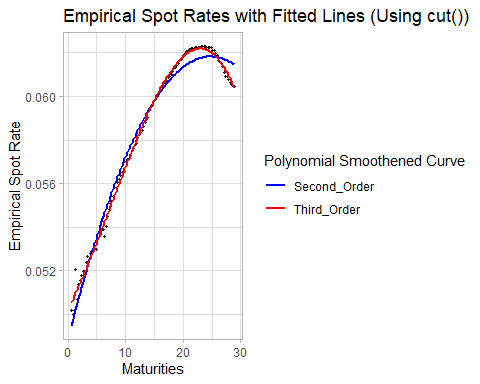 Empirical Spot Rates with Fitted Lines (Using cut())
Empirical Spot Rate
0.060
0.056
0.052
0 10 20 30
Maturities
Polynomial Smoothened Curve
Second_Order
Third_Order